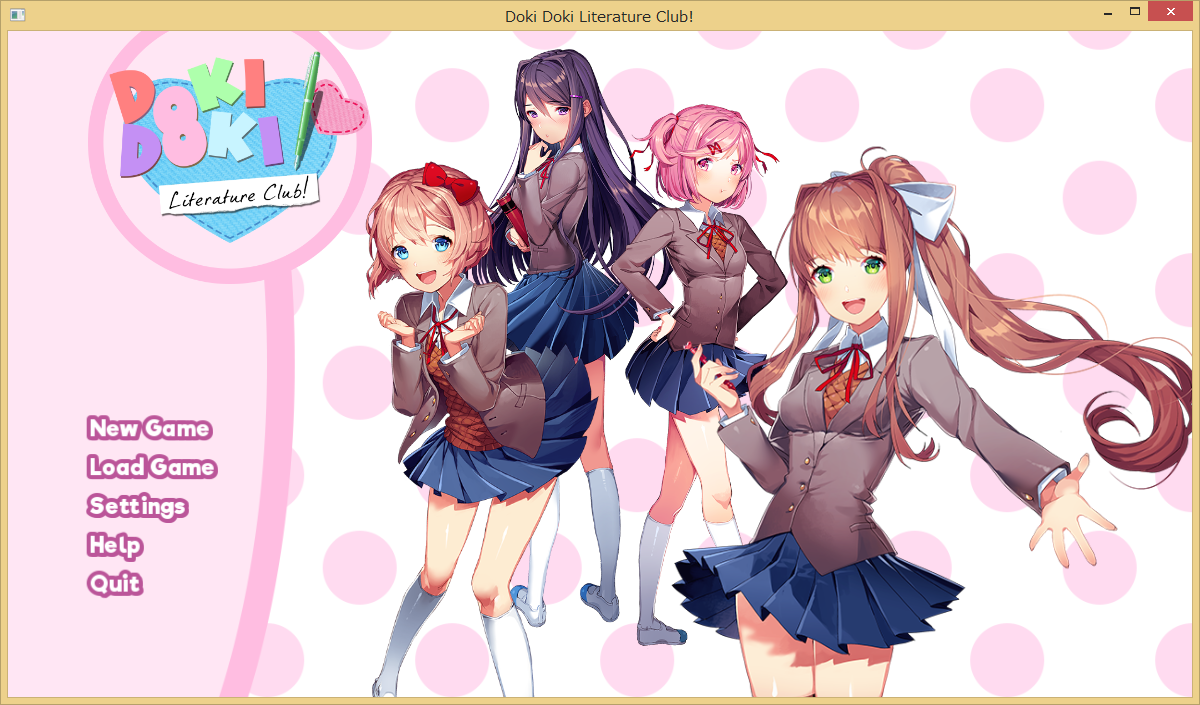 Doki Doki Literature Club!
DOKI
DOKI
Literature Club!
New Game
Load Game
Settings
Help
Quit